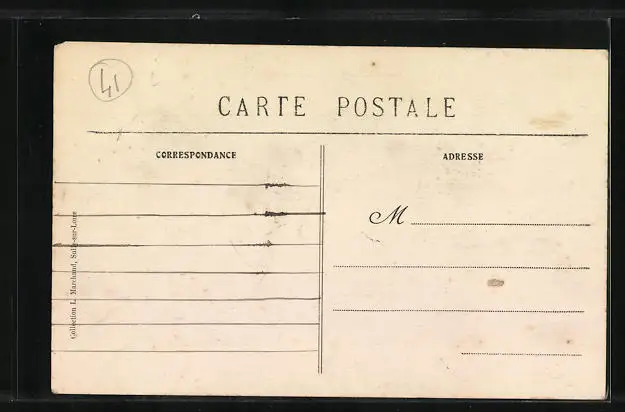 41
CARTE POSTALE
CORRESPONDANCE
ADRESSE
M
Collection L. Marchand, Sully-sur-Loire